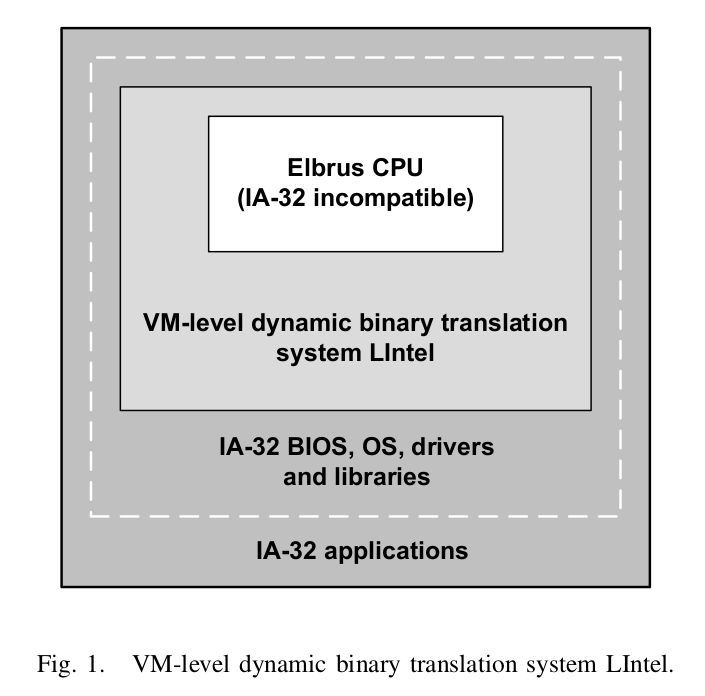 Elbrus CPU
(IA-32 incompatible)
VM-level dynamic binary translation
system LIntel
IA-32 BIOS, OS, drivers
and libraries
IA-32 applications
Fig. 1. VM-level dynamic binary translation system LIntel.